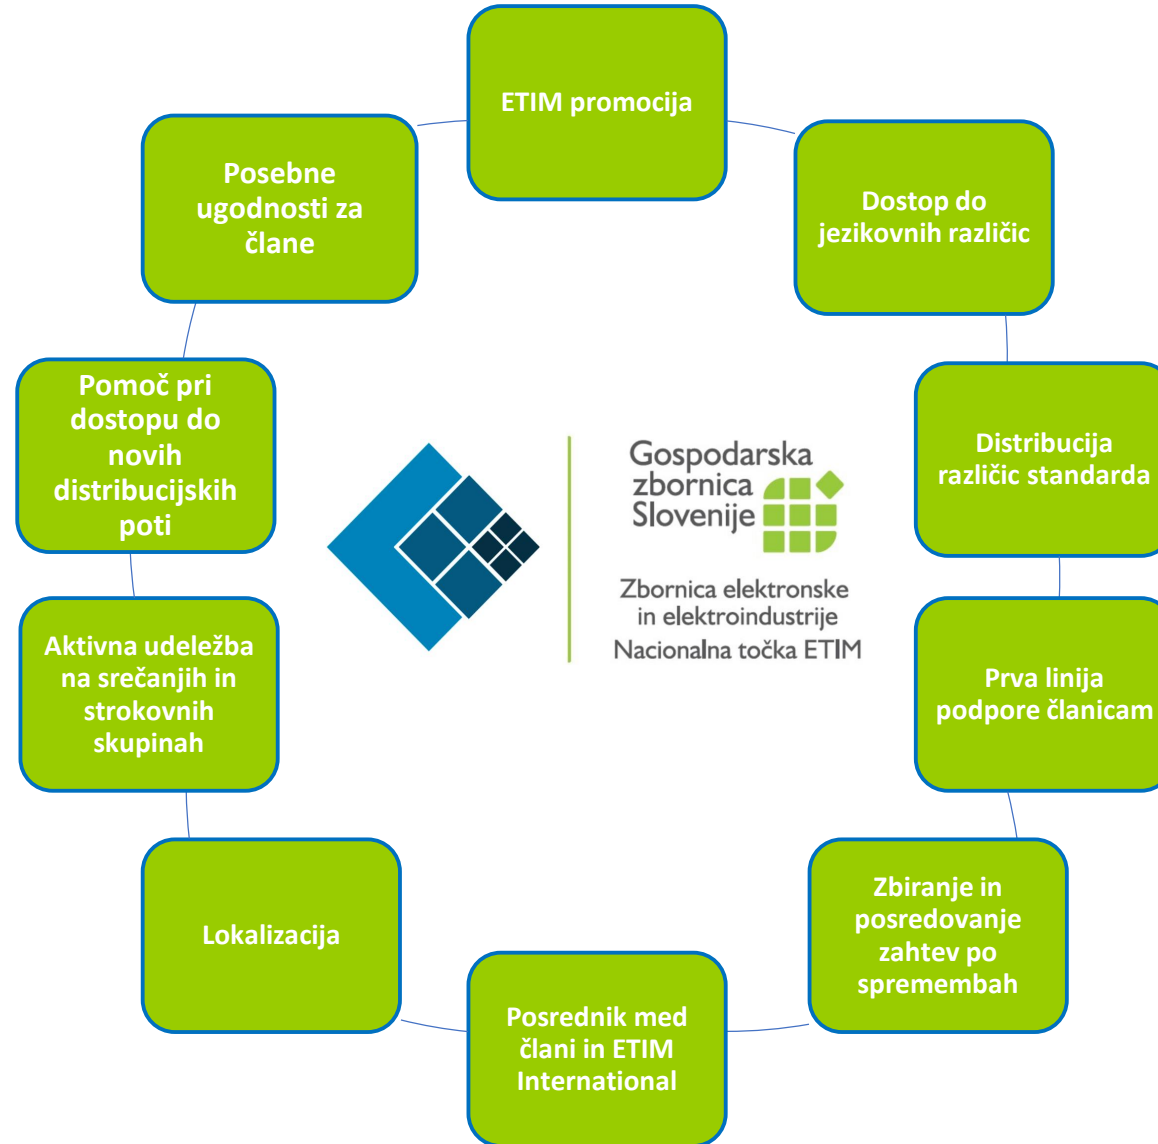 ETIM promocija
Dostop do
jezikovnih različic
Distribucija
različic standarda
Prva linija
podpore članicam
Zbiranje in
posredovanje
zahtev po
spremembah
Posrednik med
člani in ETIM
International
Lokalizacija
Aktivna udeležba
na srečanjih in
strokovnih
skupinah
Pomoč pri
dostopu do
novih
distribucijskih
poti
Posebne
ugodnosti za
člane
Gospodarska
zbornica
Slovenije
Zbornica elektronske
in elektroindustrije
Nacionalna točka ETIM